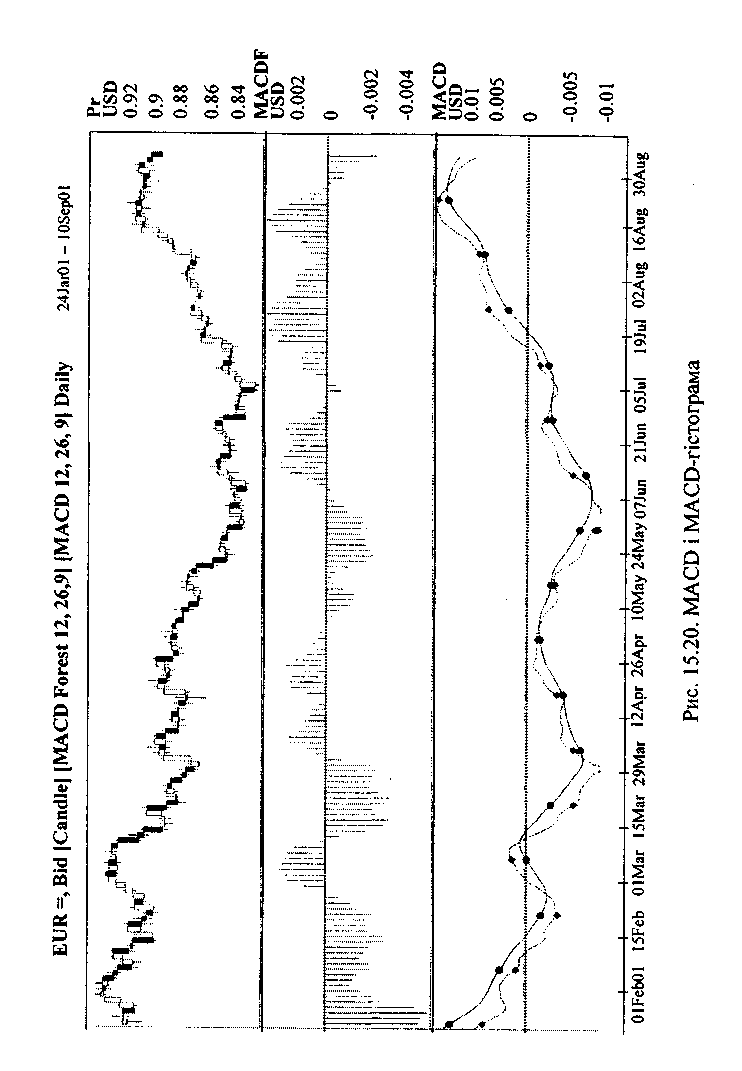 EUR =, Bid [Candle] [MACD Forest 12, 26,9] [MACD 12, 26, 9] Daily
24Jar01 – 10Sep01
Pr
USD
0.92
0.9
0.88
0.86
0.84
MACDF
USD
0.002
0
-0.002
-0.004
MACD
USD
0.01
0.005
0
-0.005
-0.01
01Feb01 15Feb 01Mar 15Mar 29Mar 12Apr 26Apr 10May 24May 07Jun 21Jun 05Jul 19Jul 02Aug 16Aug 30Aug
Рис. 15.20. MACD і MACD-гістограма